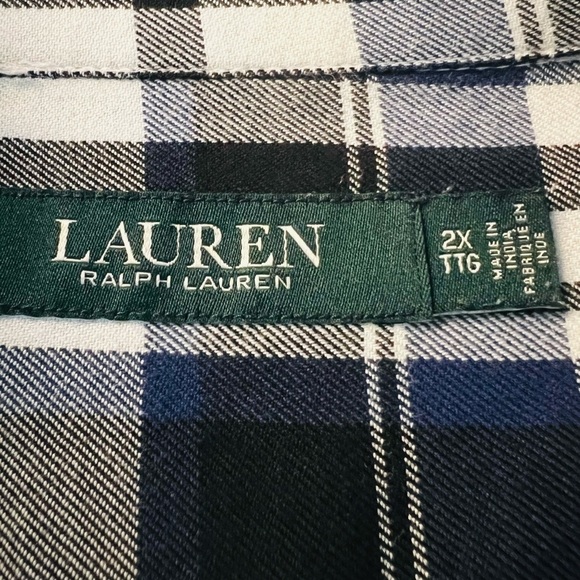 LAUREN
RALPH LAUREN
2X
TTG
MADE IN
INDIA
FABRIQUE EN
INDE